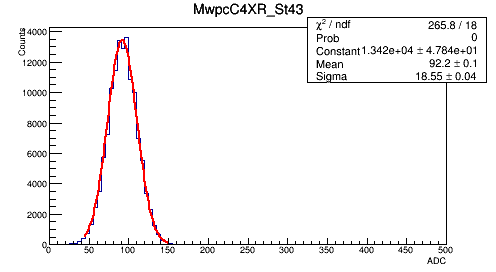 MwpcC4XR_St43
χ² / ndf 265.8 / 18
Prob 0
Constant 1.342e+04 ± 4.784e+01
Mean 92.2 ± 0.1
Sigma 18.55 ± 0.04
Counts
14000
12000
10000
8000
6000
4000
2000
0
0 50 100 150 200 250 300 350 400 450 500
ADC